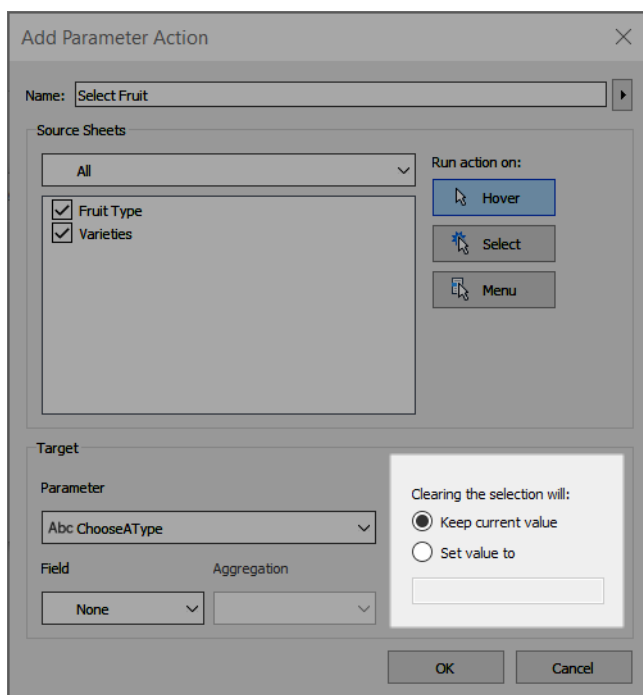 Add Parameter Action
Name: Select Fruit
Source Sheets
All
Fruit Type
Varieties
Run action on:
Hover
Select
Menu
Target
Parameter
Abc ChooseAType
Field
Aggregation
None
Clearing the selection will:
Keep current value
Set value to
OK
Cancel